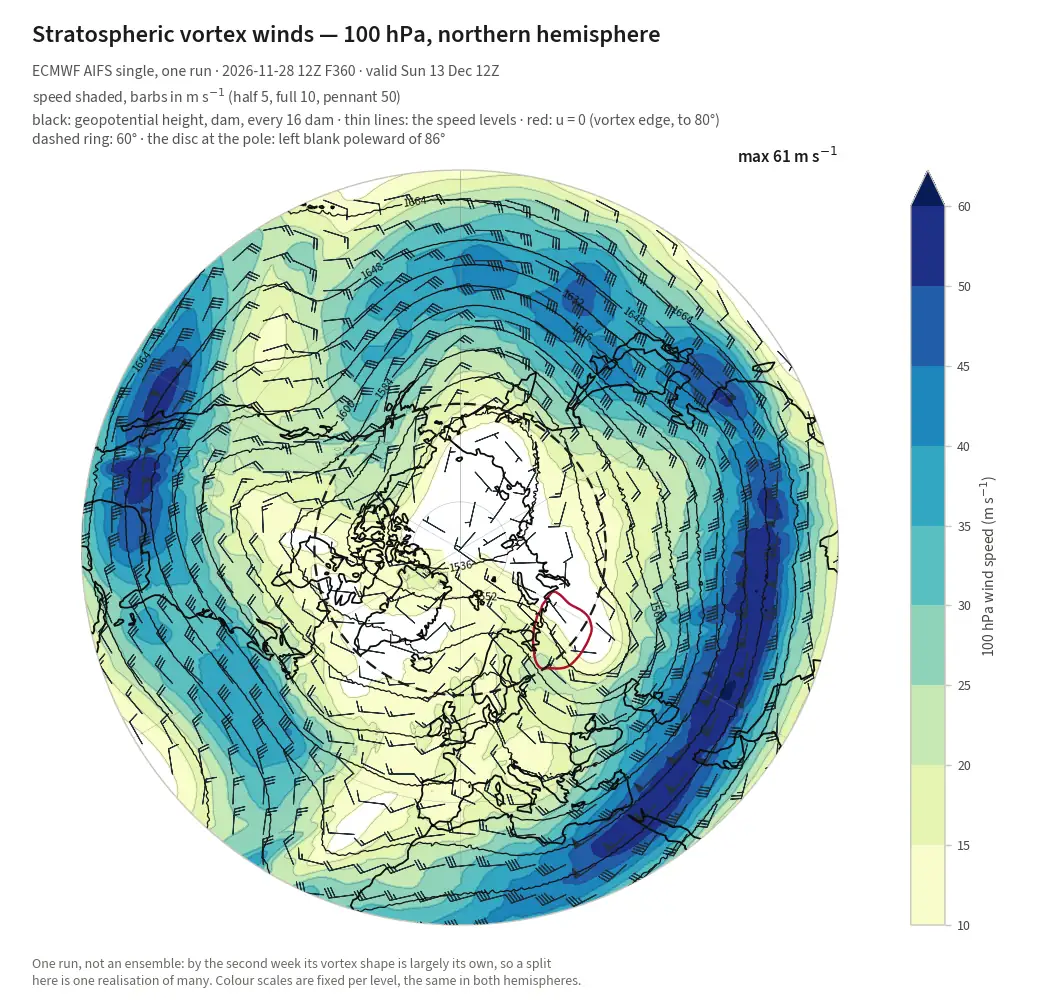 Stratospheric vortex winds — 100 hPa, northern hemisphere
ECMWF AIFS single, one run · 2026-11-28 12Z F360 · valid Sun 13 Dec 12Z
speed shaded, barbs in m s⁻¹ (half 5, full 10, pennant 50)
black: geopotential height, dam, every 16 dam · thin lines: the speed levels · red: u = 0 (vortex edge, to 80°)
dashed ring: 60° · the disc at the pole: left blank poleward of 86°
max 61 m s⁻¹
1664
1648
1632
1648
1664
1616
1664
1584
1600
1536
60
50
45
40
35
30
25
20
15
10
100 hPa wind speed (m s⁻¹)
One run, not an ensemble: by the second week its vortex shape is largely its own, so a split
here is one realisation of many. Colour scales are fixed per level, the same in both hemispheres.